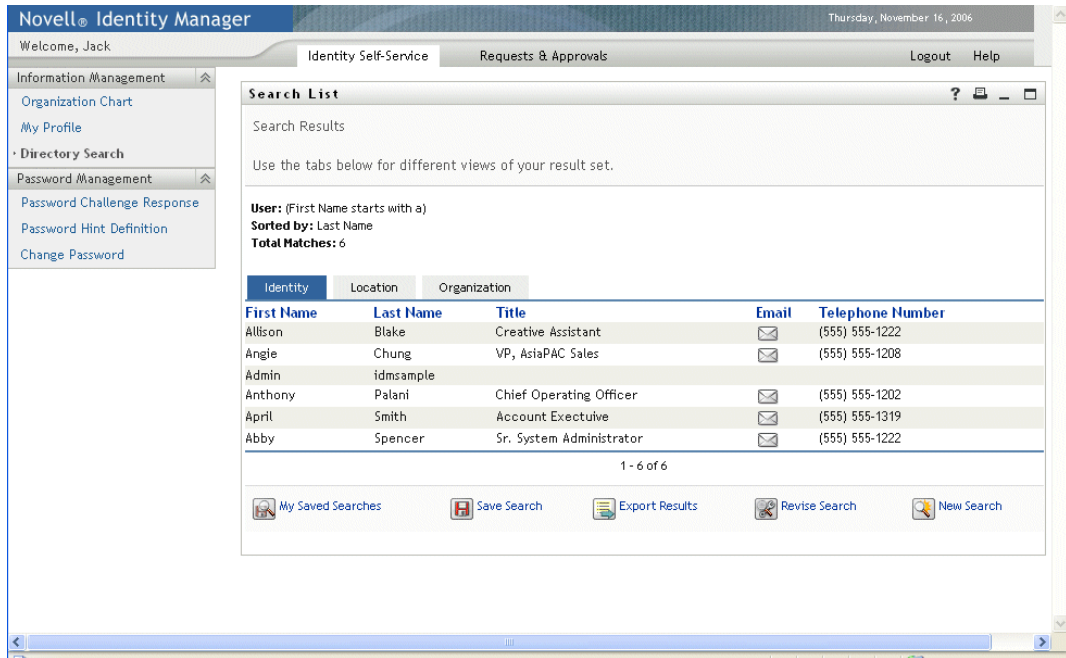 Novell® Identity Manager
Thursday, November 16, 2006
Welcome, Jack
Identity Self-Service
Requests & Approvals
Logout
Help
Information Management
Organization Chart
My Profile
Directory Search
Password Management
Password Challenge Response
Password Hint Definition
Change Password
Search List
?
Search Results
Use the tabs below for different views of your result set.
User: (First Name starts with a)
Sorted by: Last Name
Total Matches: 6
Identity Location Organization
First Name Last Name Title Email Telephone Number
Allison Blake Creative Assistant (555) 555-1222
Angie Chung VP, AsiaPAC Sales (555) 555-1208
Admin idmsample
Anthony Palani Chief Operating Officer (555) 555-1202
April Smith Account Exectuive (555) 555-1319
Abby Spencer Sr. System Administrator (555) 555-1222
1 - 6 of 6
My Saved Searches Save Search Export Results Revise Search New Search